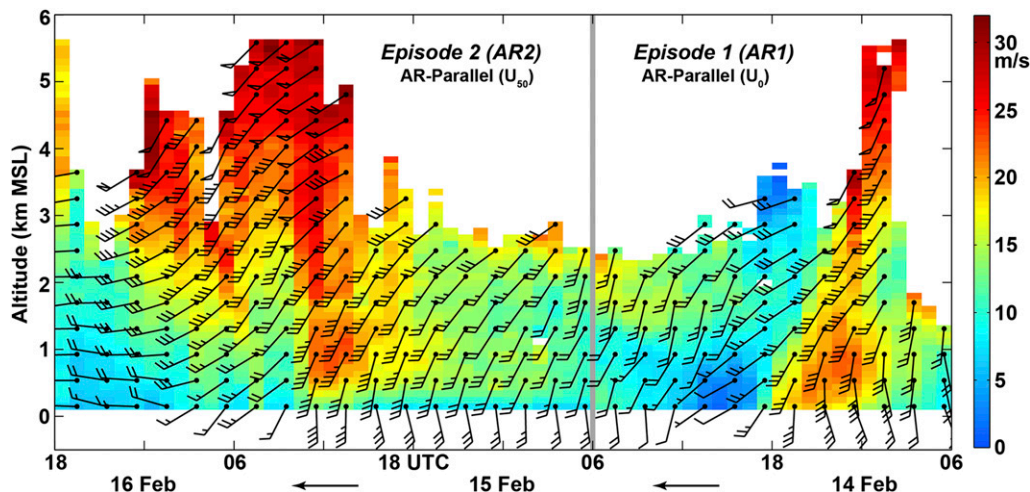 Episode 2 (AR2)
AR-Parallel (U50)
Episode 1 (AR1)
AR-Parallel (U0)
Altitude (km MSL)
6
5
4
3
2
1
0
30
m/s
25
20
15
10
5
0
18
06
18 UTC
06
18
06
16 Feb
15 Feb
14 Feb